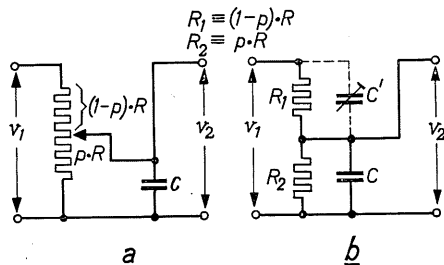 R₁ ≡ (1-p)·R
R₂ ≡ p·R
v₁
(1-p)·R
p·R
C
v₂
a
v₁
R₁
R₂
C'
C
v₂
b